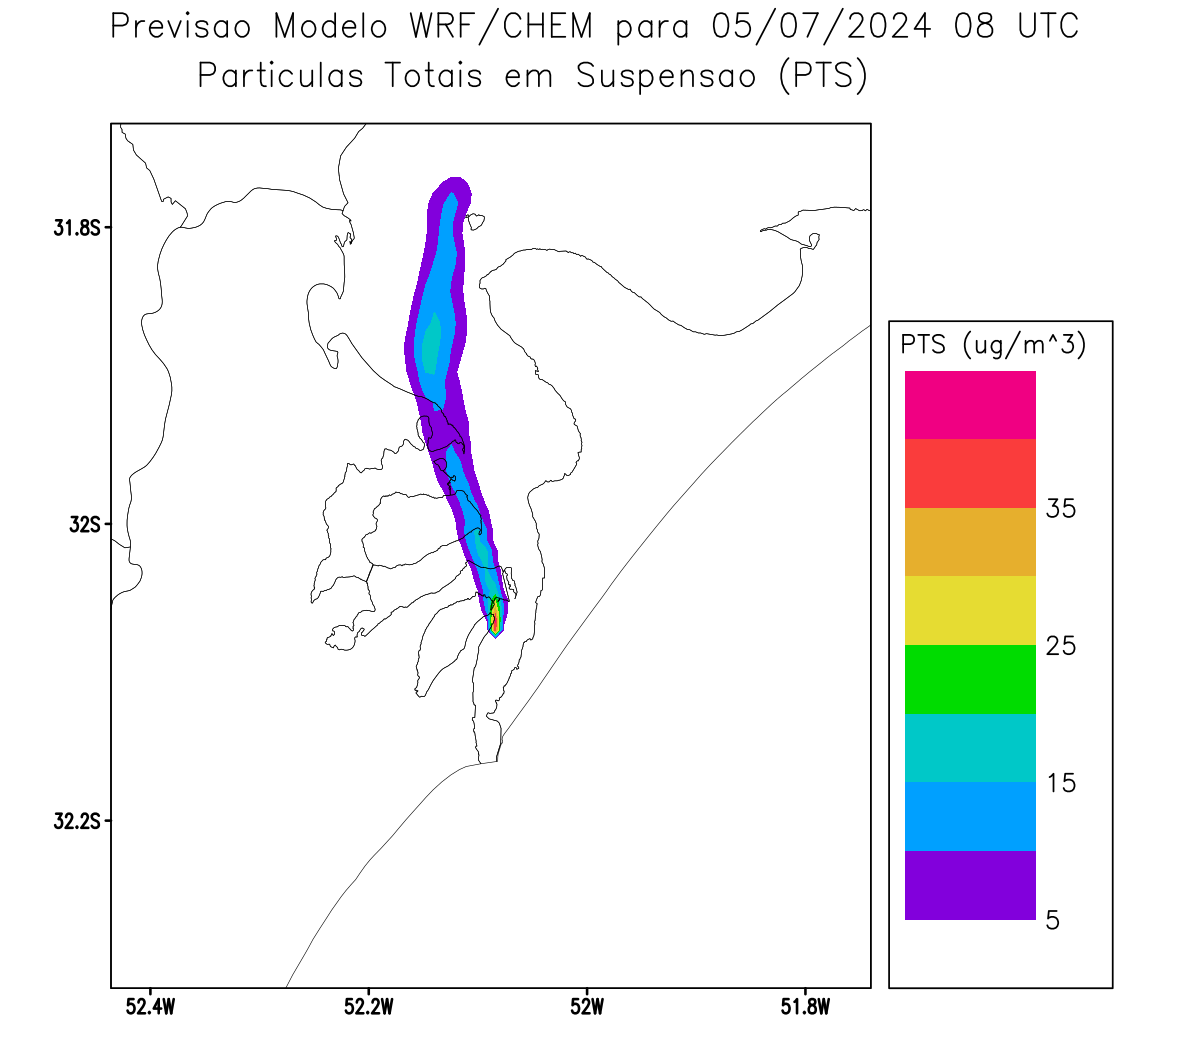 Previsao Modelo WRF/CHEM para 05/07/2024 08 UTC
Particulas Totais em Suspensao (PTS)
31.8S
32S
32.2S
52.4W
52.2W
52W
51.8W
PTS (ug/m^3)
35
25
15
5